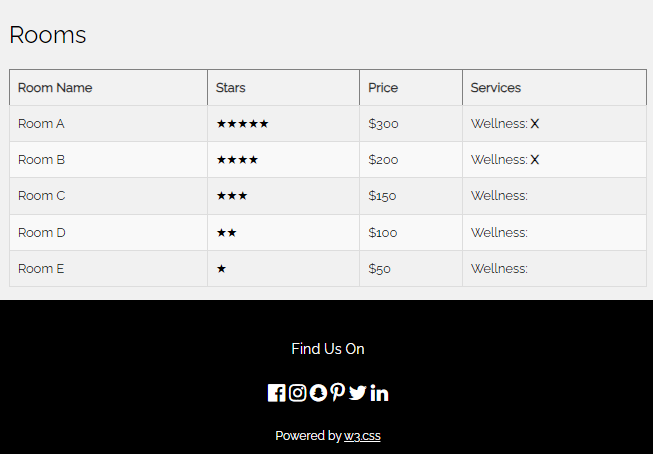 Rooms
Room Name Stars Price Services
Room A ★★★★★ $300 Wellness: X
Room B ★★★★ $200 Wellness: X
Room C ★★★ $150 Wellness:
Room D ★★ $100 Wellness:
Room E ★ $50 Wellness:
Find Us On
Powered by w3.css